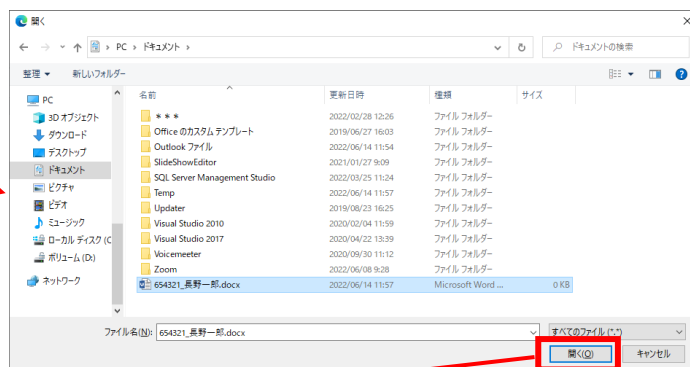 開く
PC › ドキュメント ›
ドキュメントの検索
整理 ▼ 新しいフォルダー
名前 更新日時 種類 サイズ
PC
3D オブジェクト
ダウンロード
デスクトップ
ドキュメント
ピクチャ
ビデオ
ミュージック
ローカル ディスク (C
ボリューム (D:)
ネットワーク
＊＊＊ 2022/02/28 12:26 ファイル フォルダー
Office のカスタム テンプレート 2019/06/27 16:03 ファイル フォルダー
Outlook ファイル 2022/06/14 11:54 ファイル フォルダー
SlideShowEditor 2021/01/27 9:09 ファイル フォルダー
SQL Server Management Studio 2022/03/25 11:24 ファイル フォルダー
Temp 2022/06/14 11:57 ファイル フォルダー
Updater 2019/08/23 16:25 ファイル フォルダー
Visual Studio 2010 2020/02/04 11:59 ファイル フォルダー
Visual Studio 2017 2020/04/22 13:39 ファイル フォルダー
Voicemeeter 2020/09/30 11:12 ファイル フォルダー
Zoom 2022/06/08 9:28 ファイル フォルダー
654321_長野一郎.docx 2022/06/14 11:57 Microsoft Word ... 0 KB
ファイル名(N): 654321_長野一郎.docx
すべてのファイル (*.*)
開く(O) キャンセル